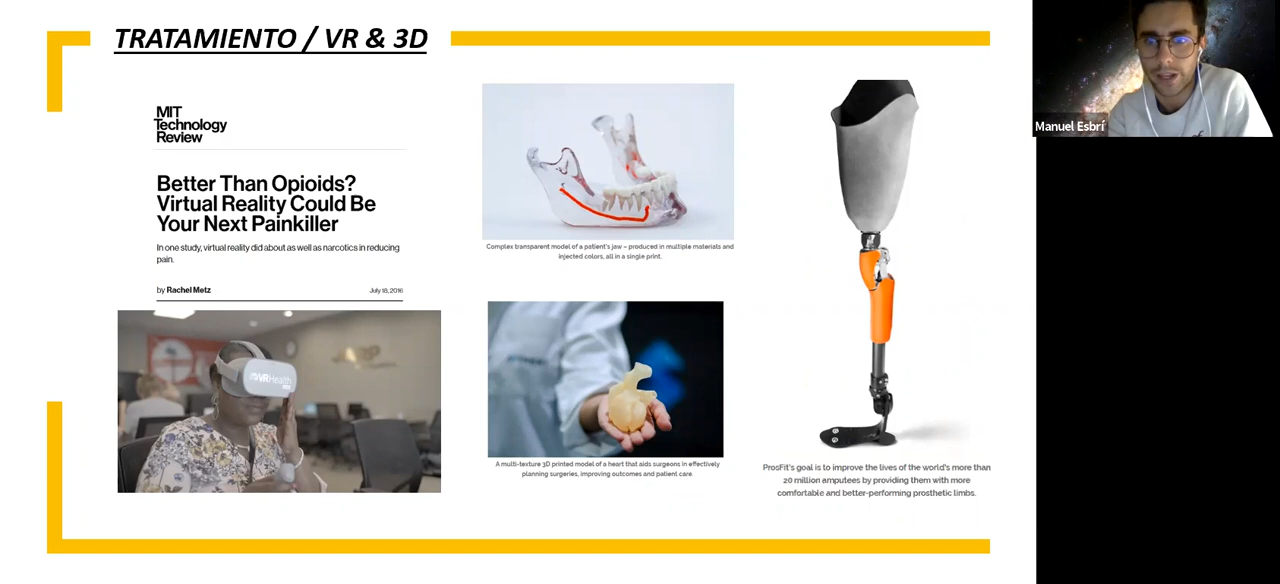 TRATAMIENTO / VR & 3D
MIT
Technology
Review
Better Than Opioids?
Virtual Reality Could Be
Your Next Painkiller
In one study, virtual reality did about as well as narcotics in reducing
pain.
by Rachel Metz
July 18, 2016
VRHealth
Complex transparent model of a patient's jaw – produced in multiple materials and
injected colors, all in a single print.
A multi-texture 3D printed model of a heart that aids surgeons in effectively
planning surgeries, improving outcomes and patient care.
ProsFit's goal is to improve the lives of the world's more than
20 million amputees by providing them with more
comfortable and better-performing prosthetic limbs.
Manuel Esbrí